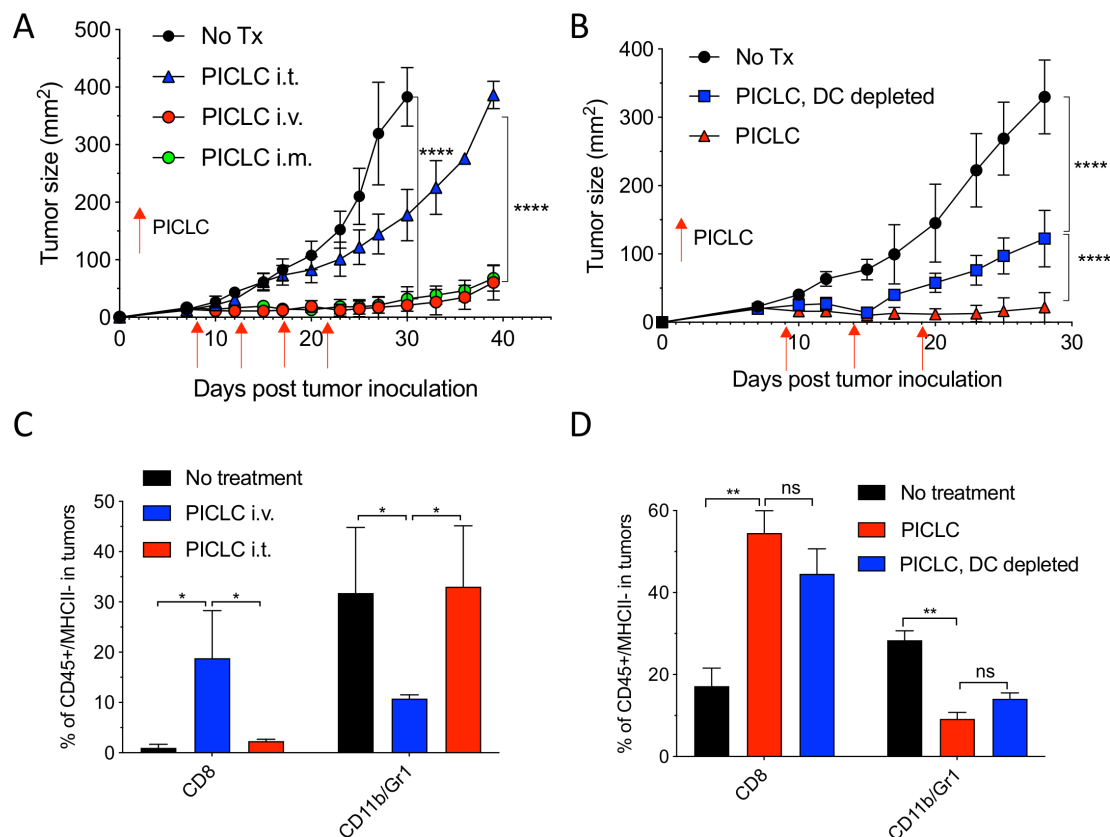 A
500
400
300
200
100
0
Tumor size (mm²)
No Tx
PICLC i.t.
PICLC i.v.
PICLC i.m.
PICLC
****
****
0
10
20
30
40
Days post tumor inoculation
B
400
300
200
100
0
Tumor size (mm²)
No Tx
PICLC, DC depleted
PICLC
PICLC
****
****
0
10
20
30
Days post tumor inoculation
C
No treatment
PICLC i.v.
PICLC i.t.
50
40
30
20
10
0
% of CD45+/MHCII- in tumors
*
*
*
*
CD8
CD11b/Gr1
D
No treatment
PICLC
PICLC, DC depleted
60
40
20
0
% of CD45+/MHCII- in tumors
**
ns
**
ns
CD8
CD11b/Gr1